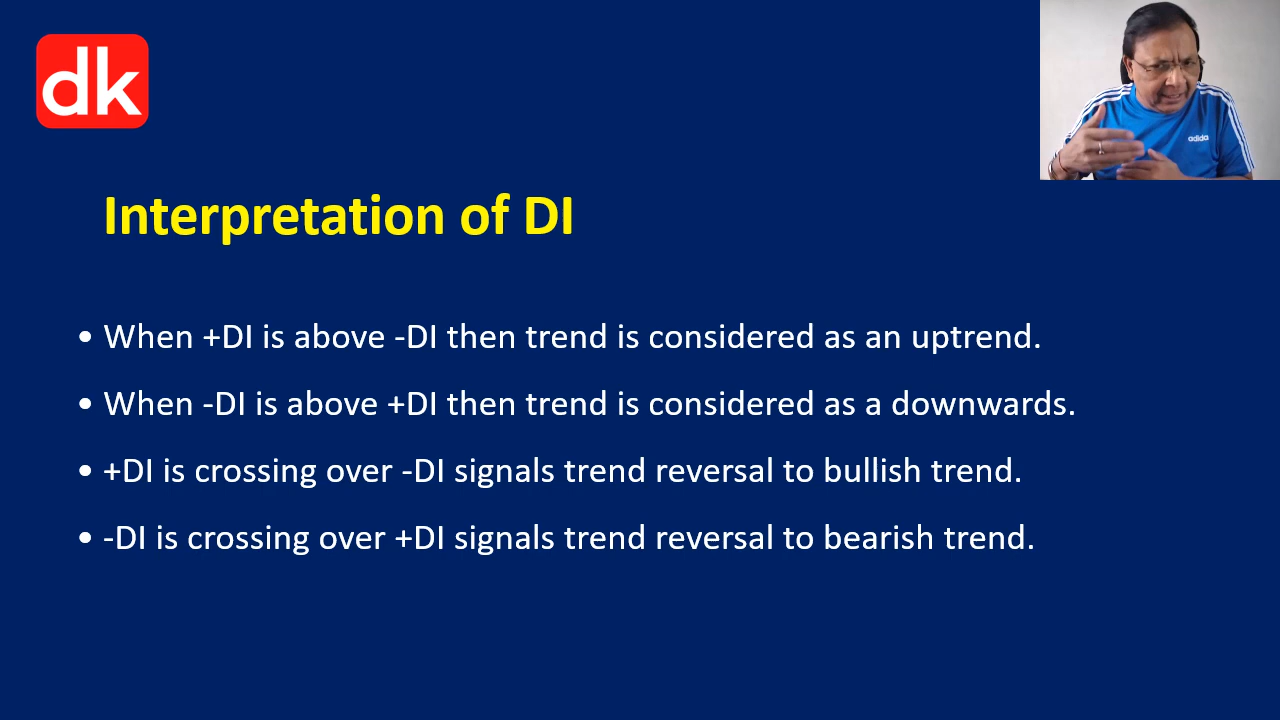 dk
adidas
Interpretation of DI
• When +DI is above -DI then trend is considered as an uptrend.
• When -DI is above +DI then trend is considered as a downwards.
• +DI is crossing over -DI signals trend reversal to bullish trend.
• -DI is crossing over +DI signals trend reversal to bearish trend.